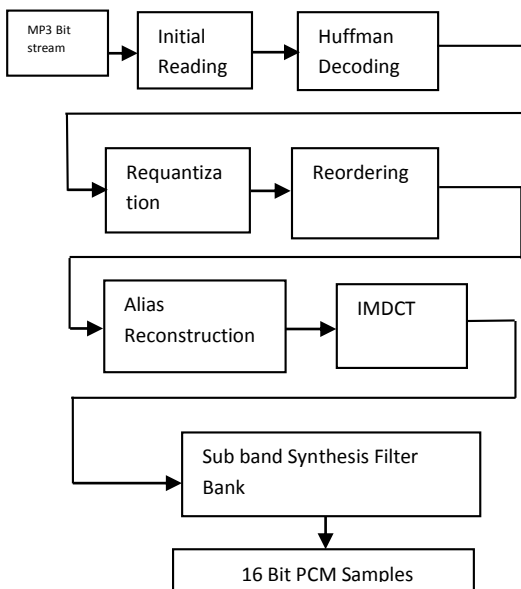 MP3 Bit
stream
Initial
Reading
Huffman
Decoding
Requantiza
tion
Reordering
Alias
Reconstruction
IMDCT
Sub band Synthesis Filter
Bank
16 Bit PCM Samples